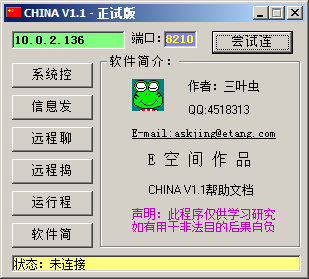 CHINA V1.1 - 正试版
10.0.2.136 端口: 8210 尝试连
系统控
信息发
远程聊
远程捣
运行程
软件简
软件简介:
作者: 三叶虫
QQ:4518313
E-mail:askjing@etang.com
E 空 间 作 品
CHINA V1.1帮助文档
声明: 此程序仅供学习研究
如有用于非法目的后果自负
状态: 未连接